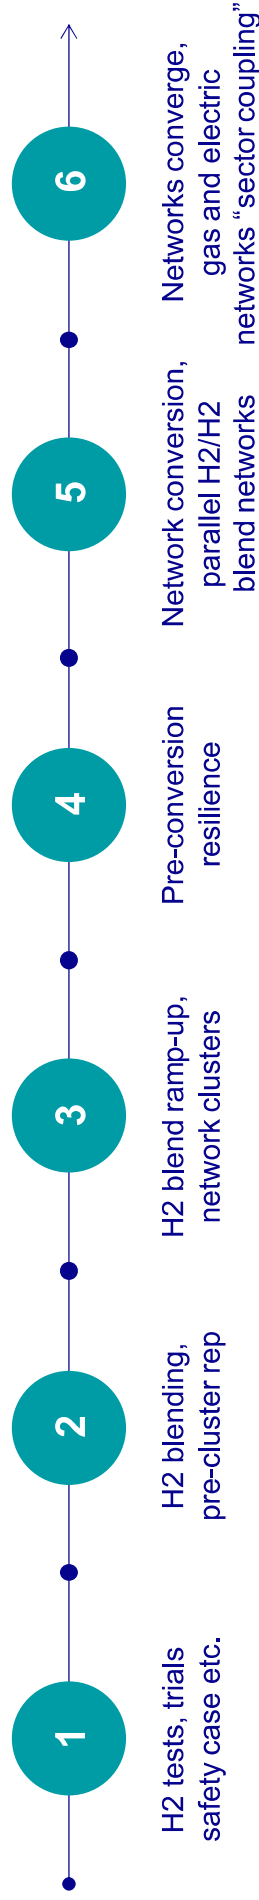 1
2
3
4
5
6
H2 tests, trials
safety case etc.
H2 blending,
pre-cluster rep
H2 blend ramp-up,
network clusters
Pre-conversion
resilience
Network conversion,
parallel H2/H2
blend networks
Networks converge,
gas and electric
networks “sector coupling”